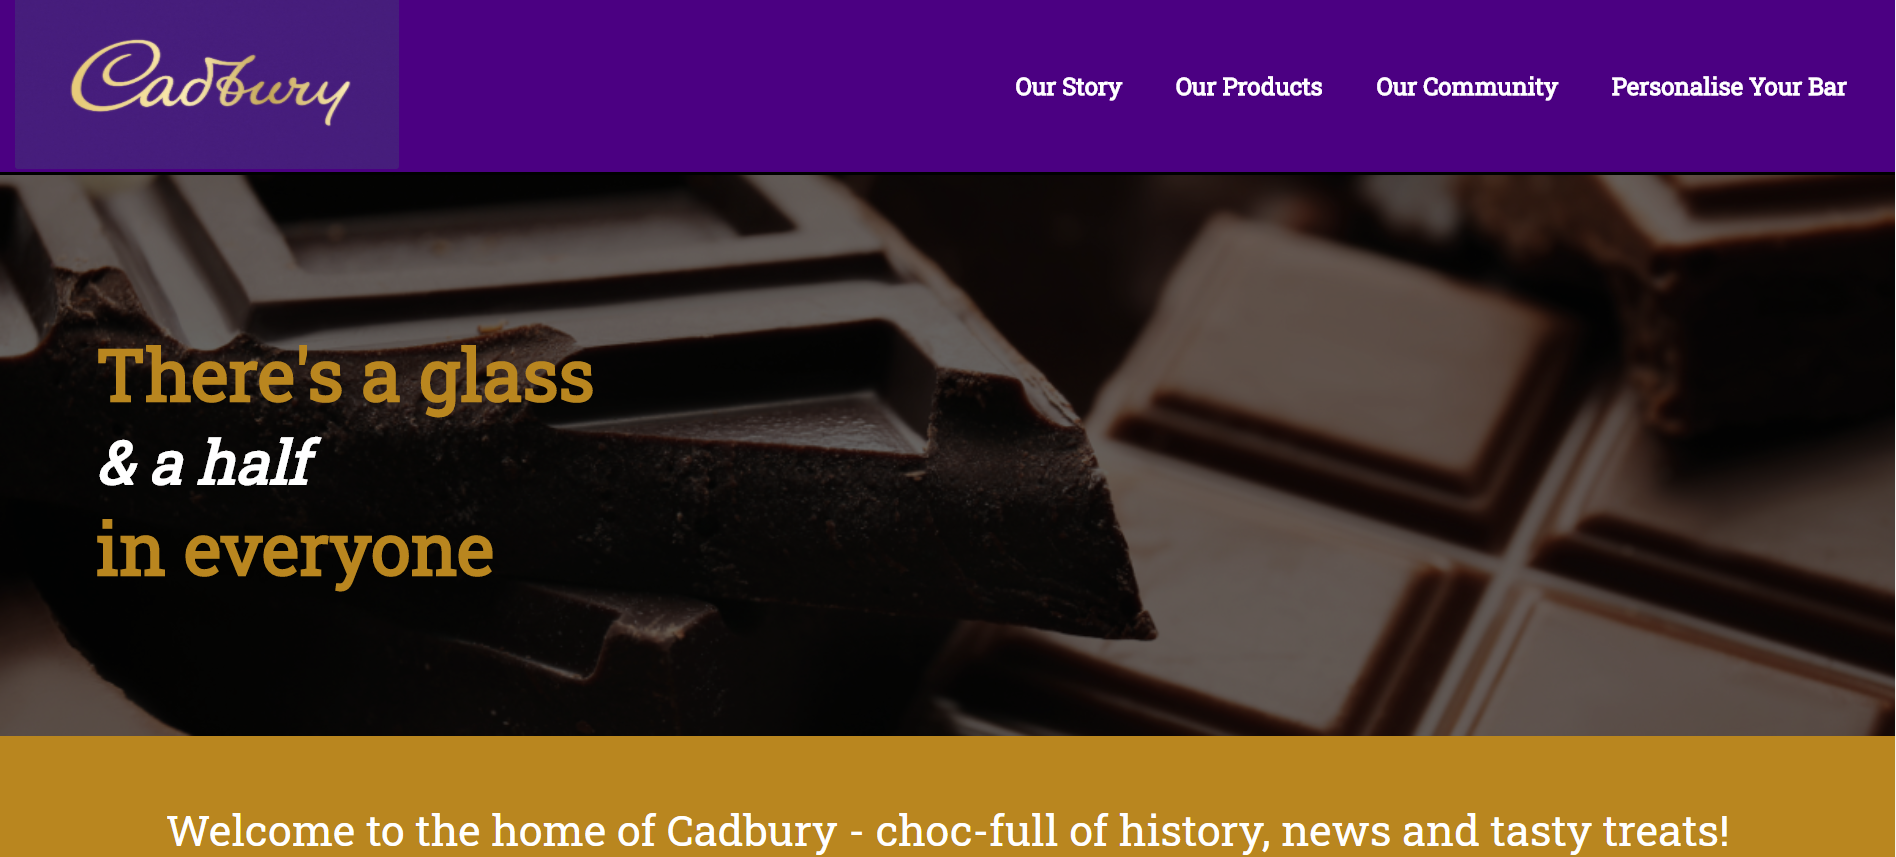 Cadbury
Our Story Our Products Our Community Personalise Your Bar
There's a glass
& a half
in everyone
Welcome to the home of Cadbury - choc-full of history, news and tasty treats!